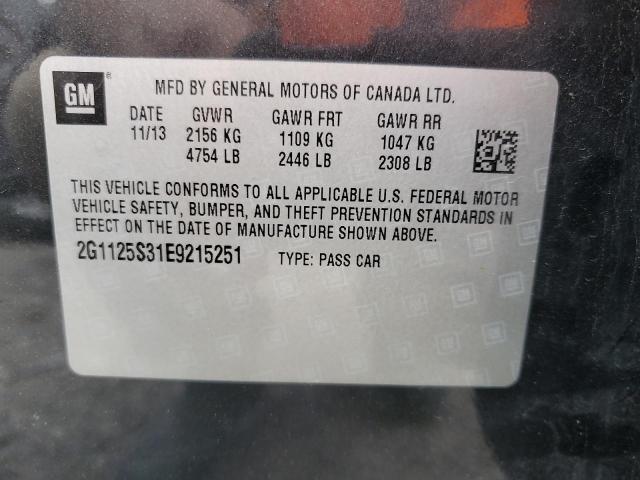 GM
®
MFD BY GENERAL MOTORS OF CANADA LTD.
DATE GVWR GAWR FRT GAWR RR
11/13 2156 KG 1109 KG 1047 KG
4754 LB 2446 LB 2308 LB
THIS VEHICLE CONFORMS TO ALL APPLICABLE U.S. FEDERAL MOTOR
VEHICLE SAFETY, BUMPER, AND THEFT PREVENTION STANDARDS IN
EFFECT ON THE DATE OF MANUFACTURE SHOWN ABOVE.
2G1125S31E9215251 TYPE: PASS CAR